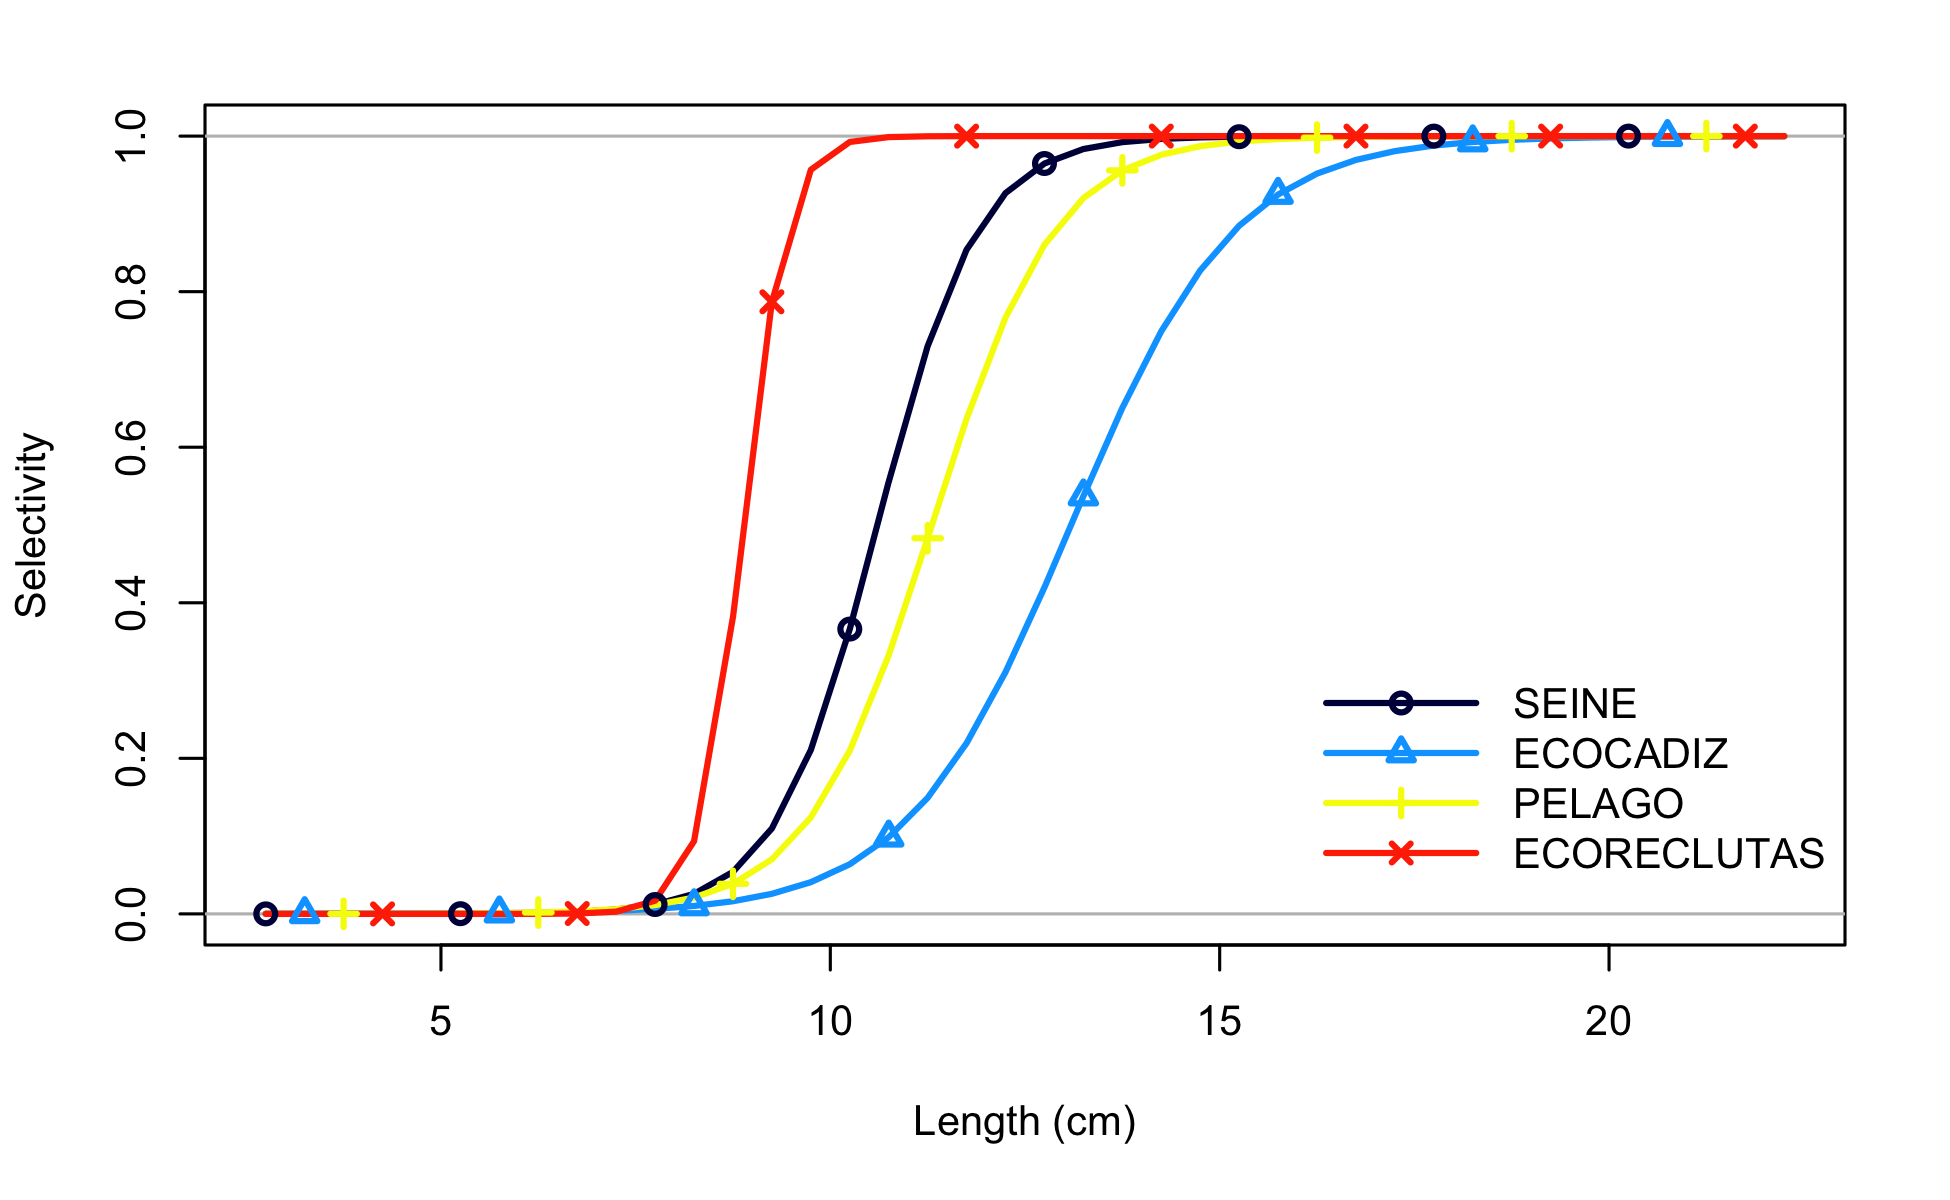 1.0
0.8
0.6
0.4
0.2
0.0
Selectivity
SEINE
ECOCADIZ
PELAGO
ECORECLUTAS
5 10 15 20
Length (cm)